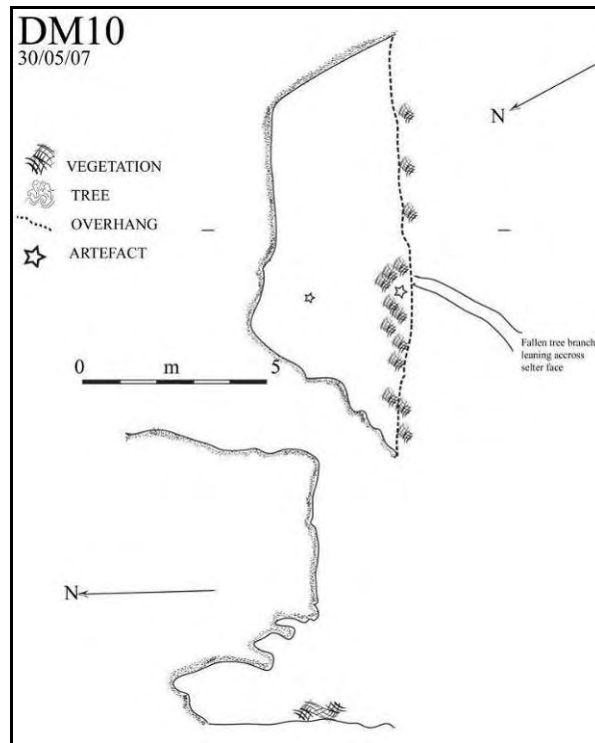 DM10
30/05/07
N
VEGETATION
TREE
OVERHANG
ARTEFACT
0 m 5
Fallen tree branch
leaning accross
selter face
N